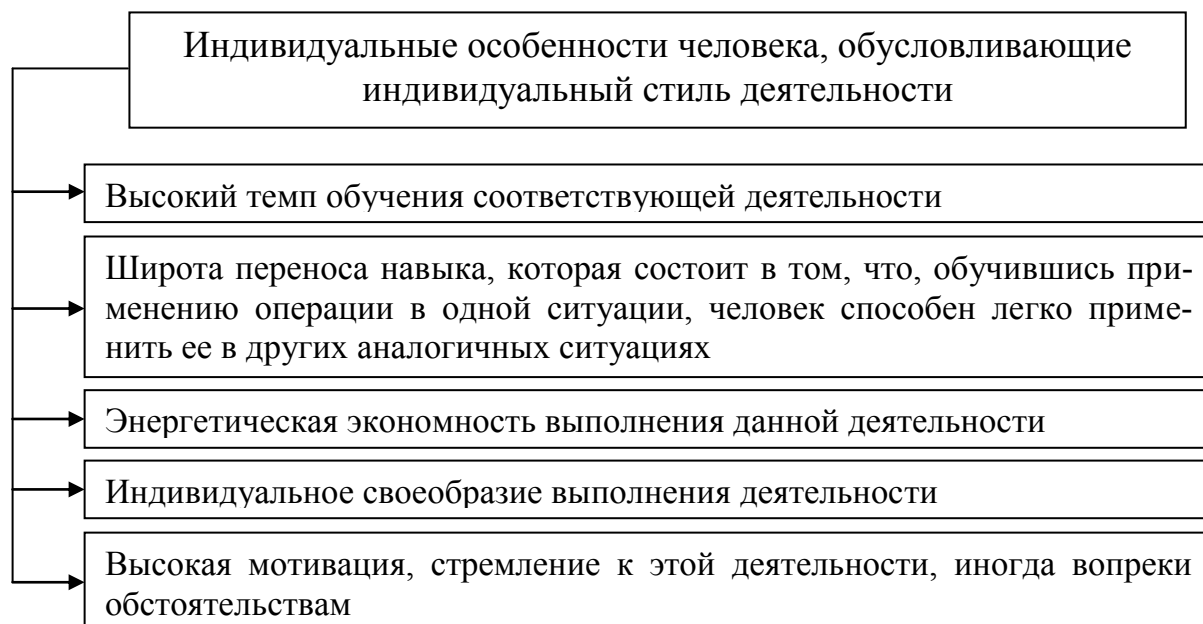 Индивидуальные особенности человека, обусловливающие
индивидуальный стиль деятельности
Высокий темп обучения соответствующей деятельности
Широта переноса навыка, которая состоит в том, что, обучившись при-
менению операции в одной ситуации, человек способен легко приме-
нить ее в других аналогичных ситуациях
Энергетическая экономность выполнения данной деятельности
Индивидуальное своеобразие выполнения деятельности
Высокая мотивация, стремление к этой деятельности, иногда вопреки
обстоятельствам